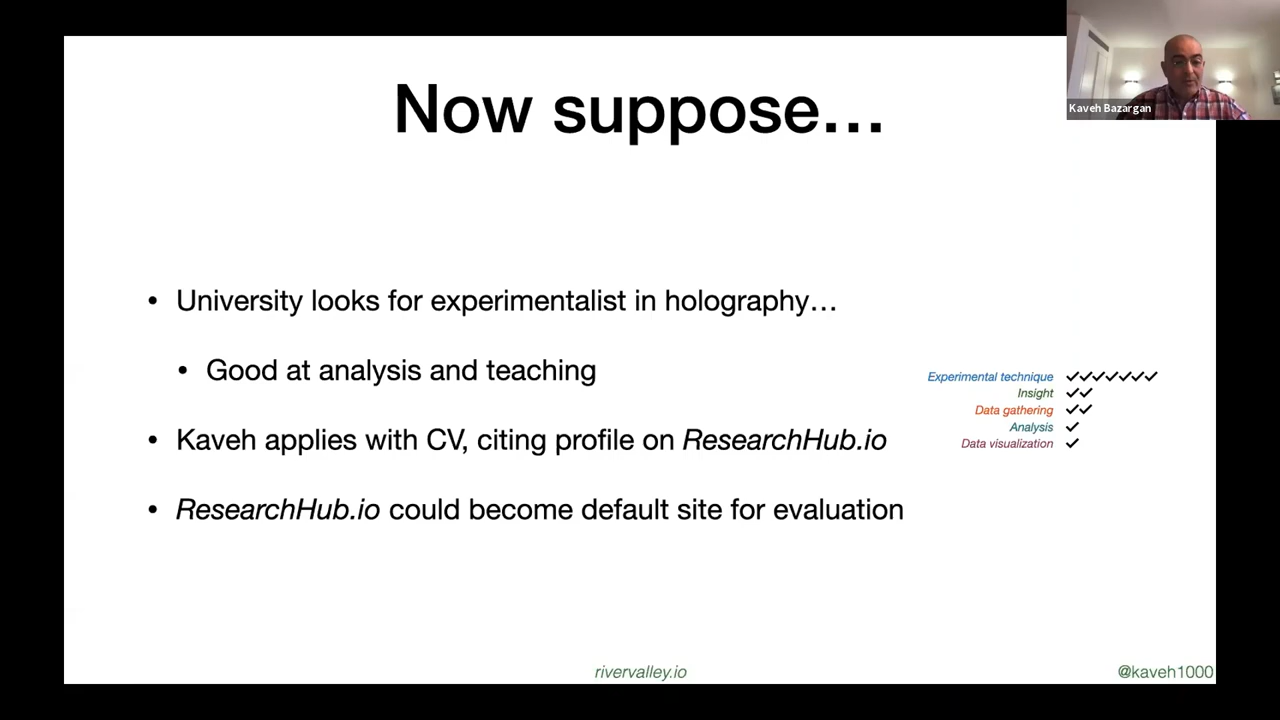 Now suppose…
Kaveh Bazargan
• University looks for experimentalist in holography…
• Good at analysis and teaching
• Kaveh applies with CV, citing profile on ResearchHub.io
• ResearchHub.io could become default site for evaluation
Experimental technique ✓✓✓✓✓✓✓
Insight ✓✓
Data gathering ✓✓
Analysis ✓
Data visualization ✓
rivervalley.io
@kaveh1000